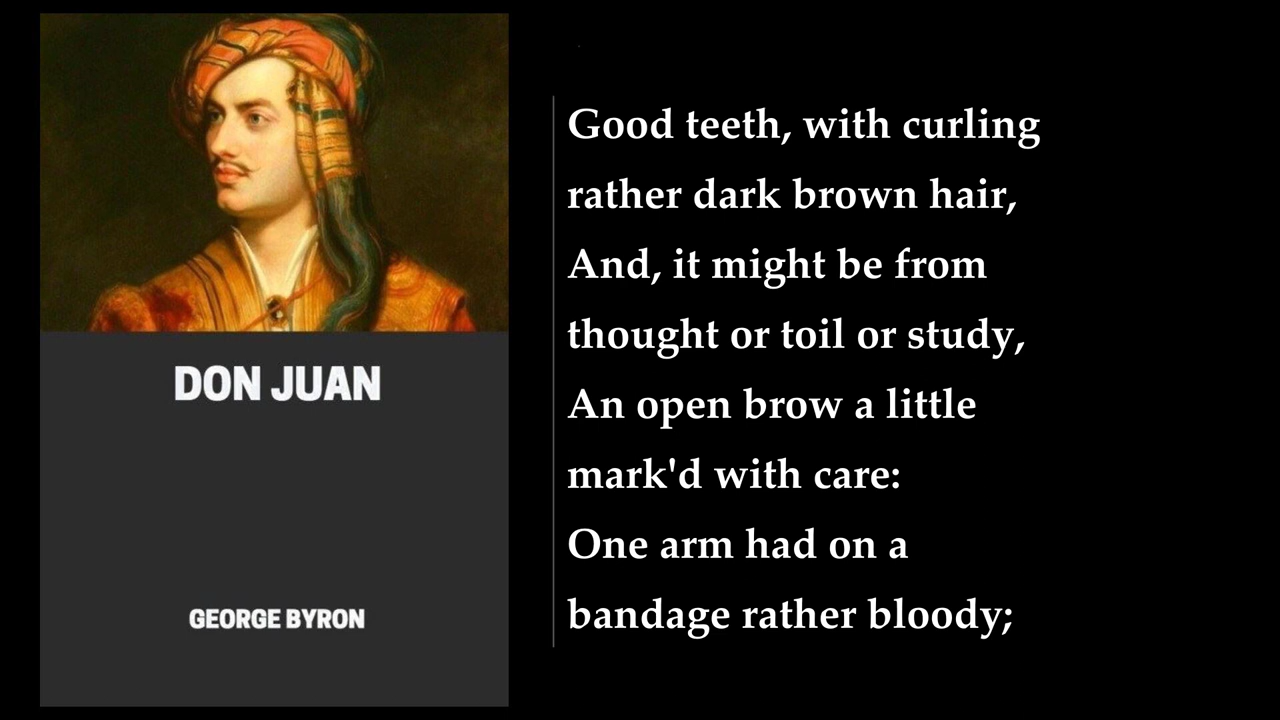 DON JUAN
GEORGE BYRON
Good teeth, with curling
rather dark brown hair,
And, it might be from
thought or toil or study,
An open brow a little
mark'd with care:
One arm had on a
bandage rather bloody;